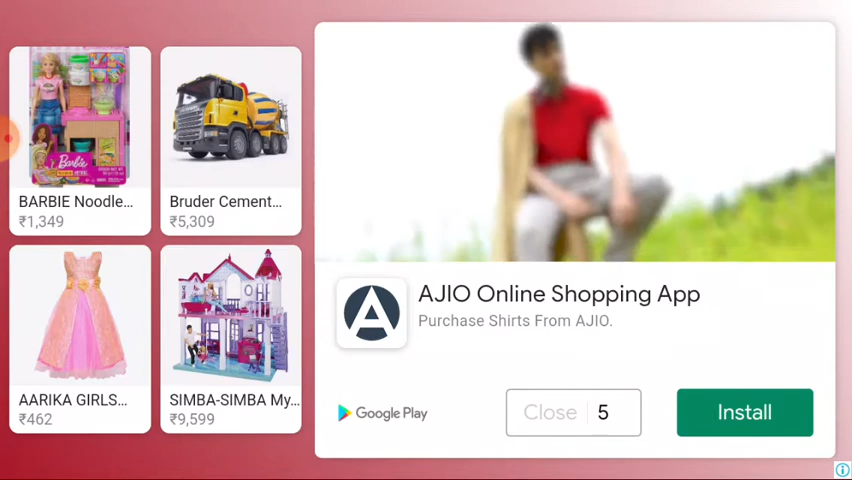 Barbie
BARBIE Noodle...
₹1,349
Bruder Cement...
₹5,309
AARIKA GIRLS...
₹462
SIMBA-SIMBA My...
₹9,599
AJIO Online Shopping App
Purchase Shirts From AJIO.
Google Play
Close 5
Install